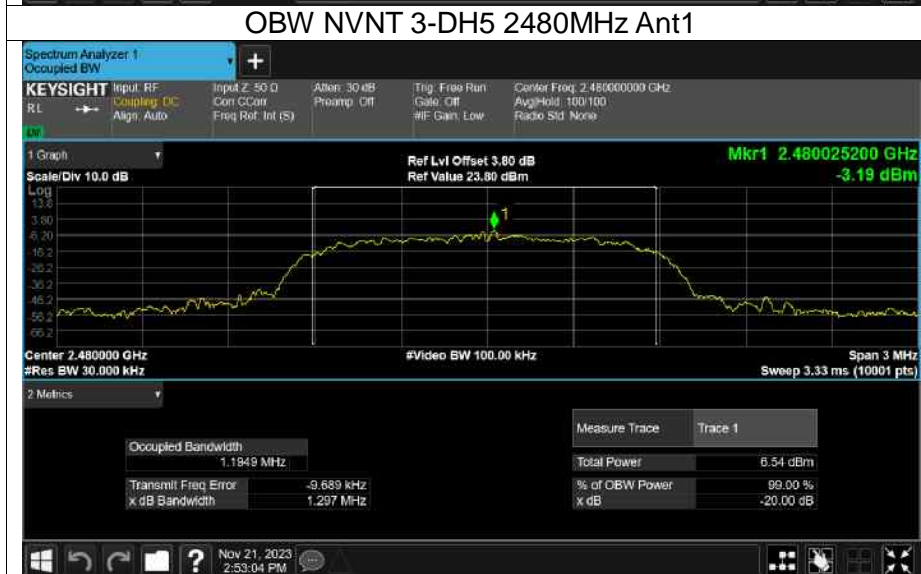 OBW NVNT 3-DH5 2480MHz Ant1
Spectrum Analyzer 1
Occupied BW
+
KEYSIGHT Input: RF Input Z: 50 Ω Atten: 30 dB Trig: Free Run Center Freq: 2.480000000 GHz
RL Coupling: DC Corr CCorr Preamp: Off Gate: Off Avg|Hold: 100/100
Align: Auto Freq Ref: Int (S) #IF Gain: Low Radio Std: None
1 Graph Ref Lvl Offset 3.80 dB Mkr1 2.480025200 GHz
Scale/Div 10.0 dB Ref Value 23.80 dBm -3.19 dBm
Log
13.8
3.80
-6.20
-16.2
-26.2
-36.2
-46.2
-56.2
-66.2
1
Center 2.480000 GHz #Video BW 100.00 kHz Span 3 MHz
#Res BW 30.000 kHz Sweep 3.33 ms (10001 pts)
2 Metrics
Measure Trace Trace 1
Occupied Bandwidth
1.1949 MHz Total Power 6.54 dBm
Transmit Freq Error -9.689 kHz % of OBW Power 99.00 %
x dB Bandwidth 1.297 MHz x dB -20.00 dB
? Nov 21, 2023
2:53:04 PM